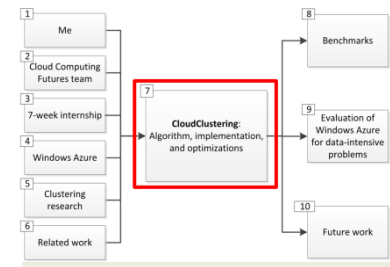 1
Me
2
Cloud Computing
Futures team
3
7-week internship
4
Windows Azure
5
Clustering
research
6
Related work
7
CloudClustering:
Algorithm, implementation,
and optimizations
8
Benchmarks
9
Evaluation of
Windows Azure
for data-intensive
problems
10
Future work